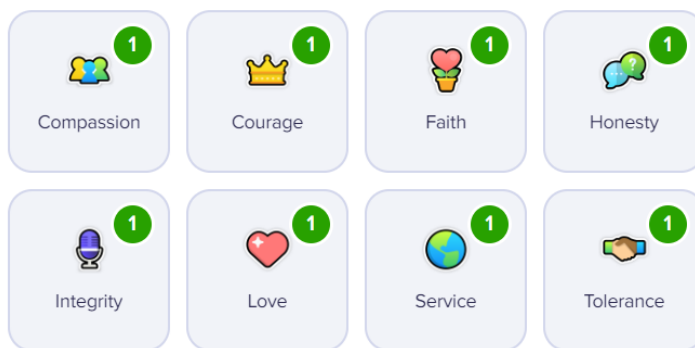 1 1 1 1
Compassion Courage Faith Honesty
1 1 1 1
Integrity Love Service Tolerance